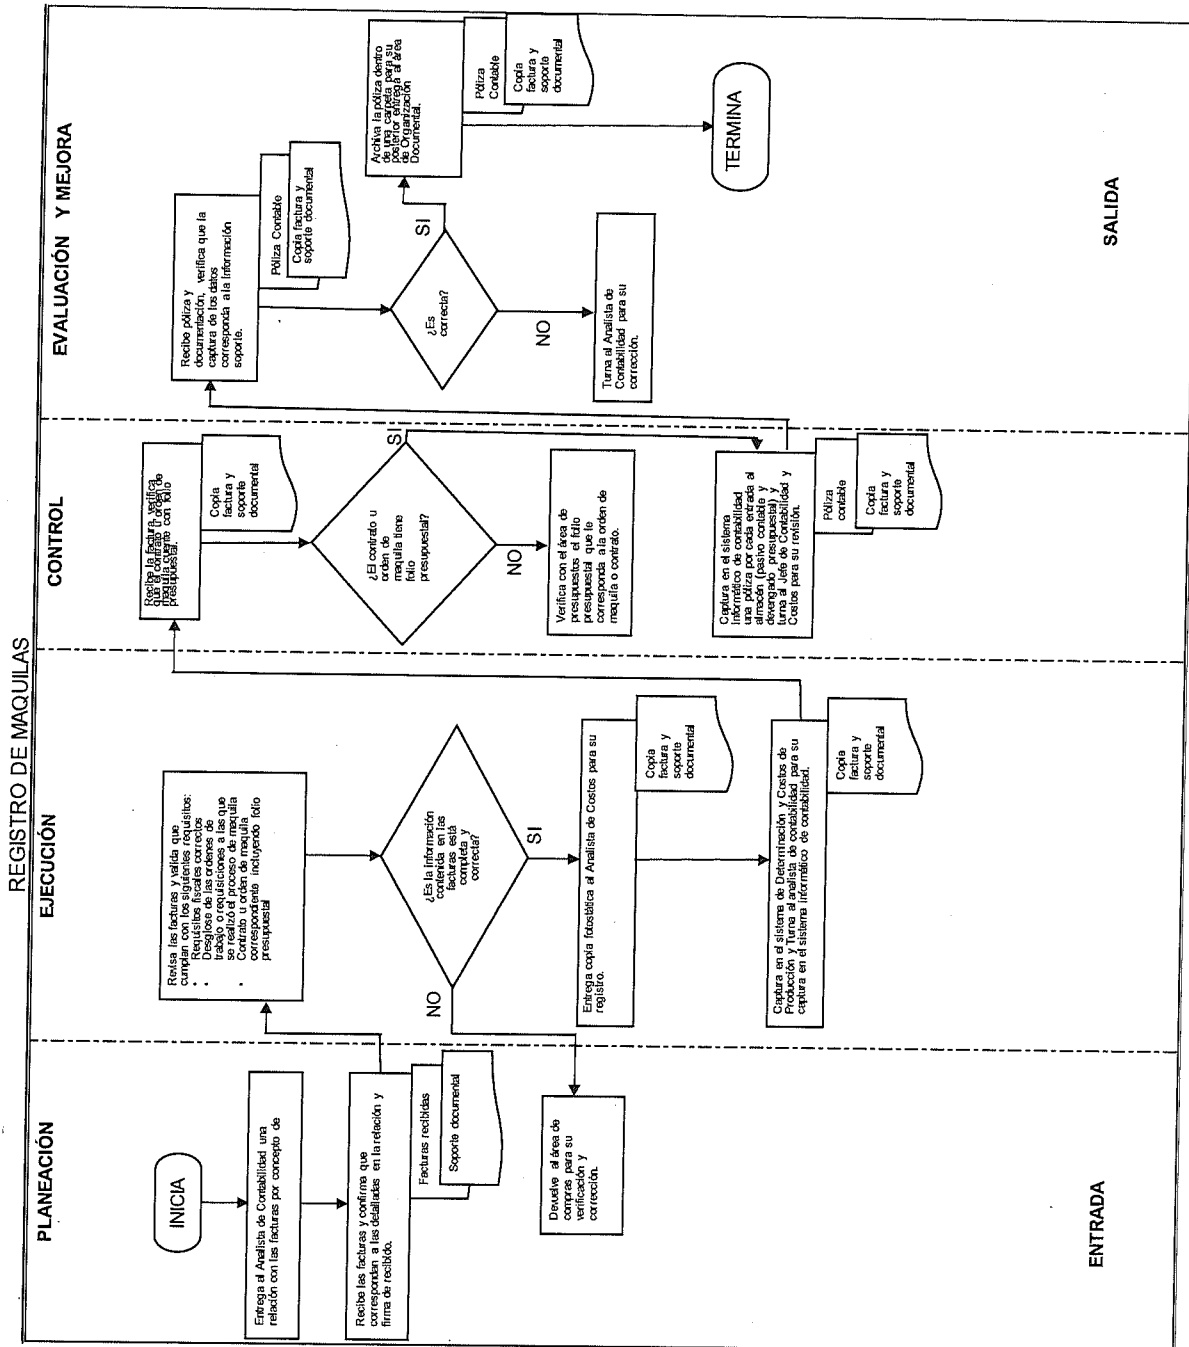 REGISTRO DE MAQUILAS
PLANEACIÓN
INICIA
Entrega al Analista de Contabilidad una
relación con las facturas por concepto de
Recibe las facturas y confirma que
correspondan a las detalladas en la relación y
firma de recibido.
Facturas recibidas
Soporte documental
Devuelve al área de
compras para su
verificación y
corrección.
ENTRADA
EJECUCIÓN
Revisa las facturas y valida que
cumplan con los siguientes requisitos:
• Requisitos fiscales correctos
• Desglose de las ordenes de
trabajo o requisiciones a las que
se realizó el proceso de maquila
• Contrato u orden de maquila
correspondiente incluyendo folio
presupuestal
¿Es la información
contenida en las
facturas está
completa y
correcta?
NO
SI
Entrega copia fotostática al Analista de Costos para su
registro.
Copia
factura y
soporte
documental
Captura en el sistema de Determinación y Costos de
Producción y Turna al analista de contabilidad para su
captura en el sistema informático de contabilidad.
Copia
factura y
soporte
documental
CONTROL
Recibe la factura, verifica
que el contrato u orden de
maquila cuente con folio
presupuestal.
Copia
factura y
soporte
documental
¿El contrato u
orden de
maquila tiene
folio
presupuestal?
SI
NO
Verifica con el área de
presupuestos el folio
presupuestal que le
corresponda a la orden de
maquila o contrato.
Captura en el sistema
informático de contabilidad
una póliza por cada entrada al
almacén (pasivo contable y
devengado presupuestal) y
turna al Jefe de Contabilidad y
Costos para su revisión.
Póliza
contable
Copia
factura y
soporte
documental
EVALUACIÓN Y MEJORA
Recibe póliza y
documentación, verifica que la
captura de los datos
corresponda a la información
soporte.
Póliza Contable
Copia factura y
soporte documental
¿Es
correcta?
SI
NO
Turna al Analista de
Contabilidad para su
corrección.
Archiva la póliza dentro
de una carpeta para su
posterior entrega al área
de Organización
Documental.
Póliza
Contable
Copia
factura y
soporte
documental
TERMINA
SALIDA